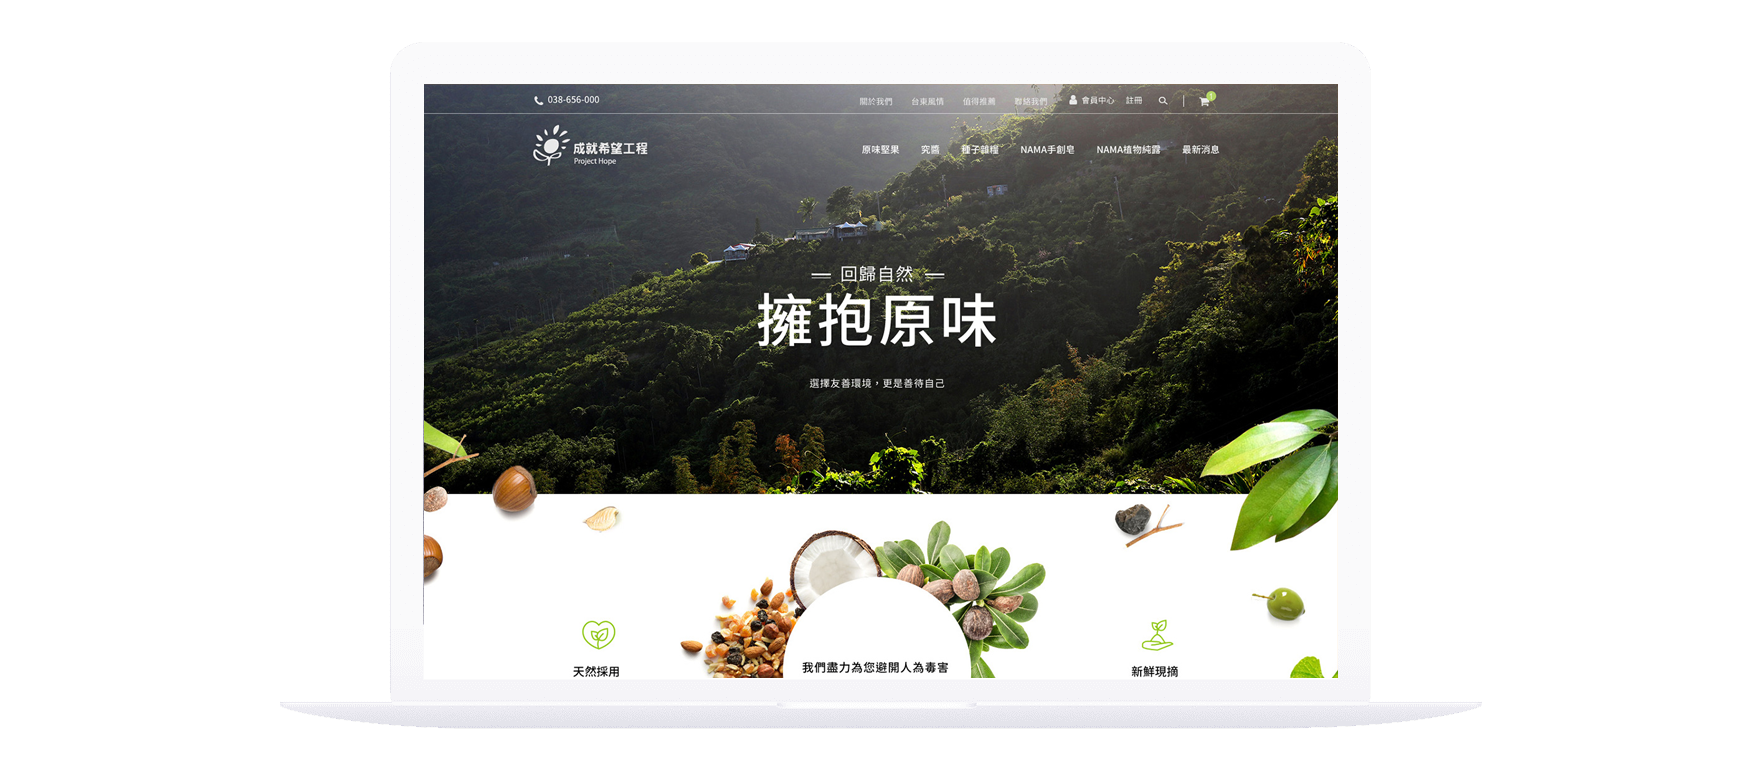 038-656-000
關於我們 台東風情 值得推薦 聯絡我們 會員中心 註冊 1
成就希望工程
Project Hope
原味堅果 究醬 種子雜糧 NAMA手創皂 NAMA植物純露 最新消息
回歸自然
擁抱原味
選擇友善環境，更是善待自己
我們盡力為您避開人為毒害
天然採用 新鮮現摘